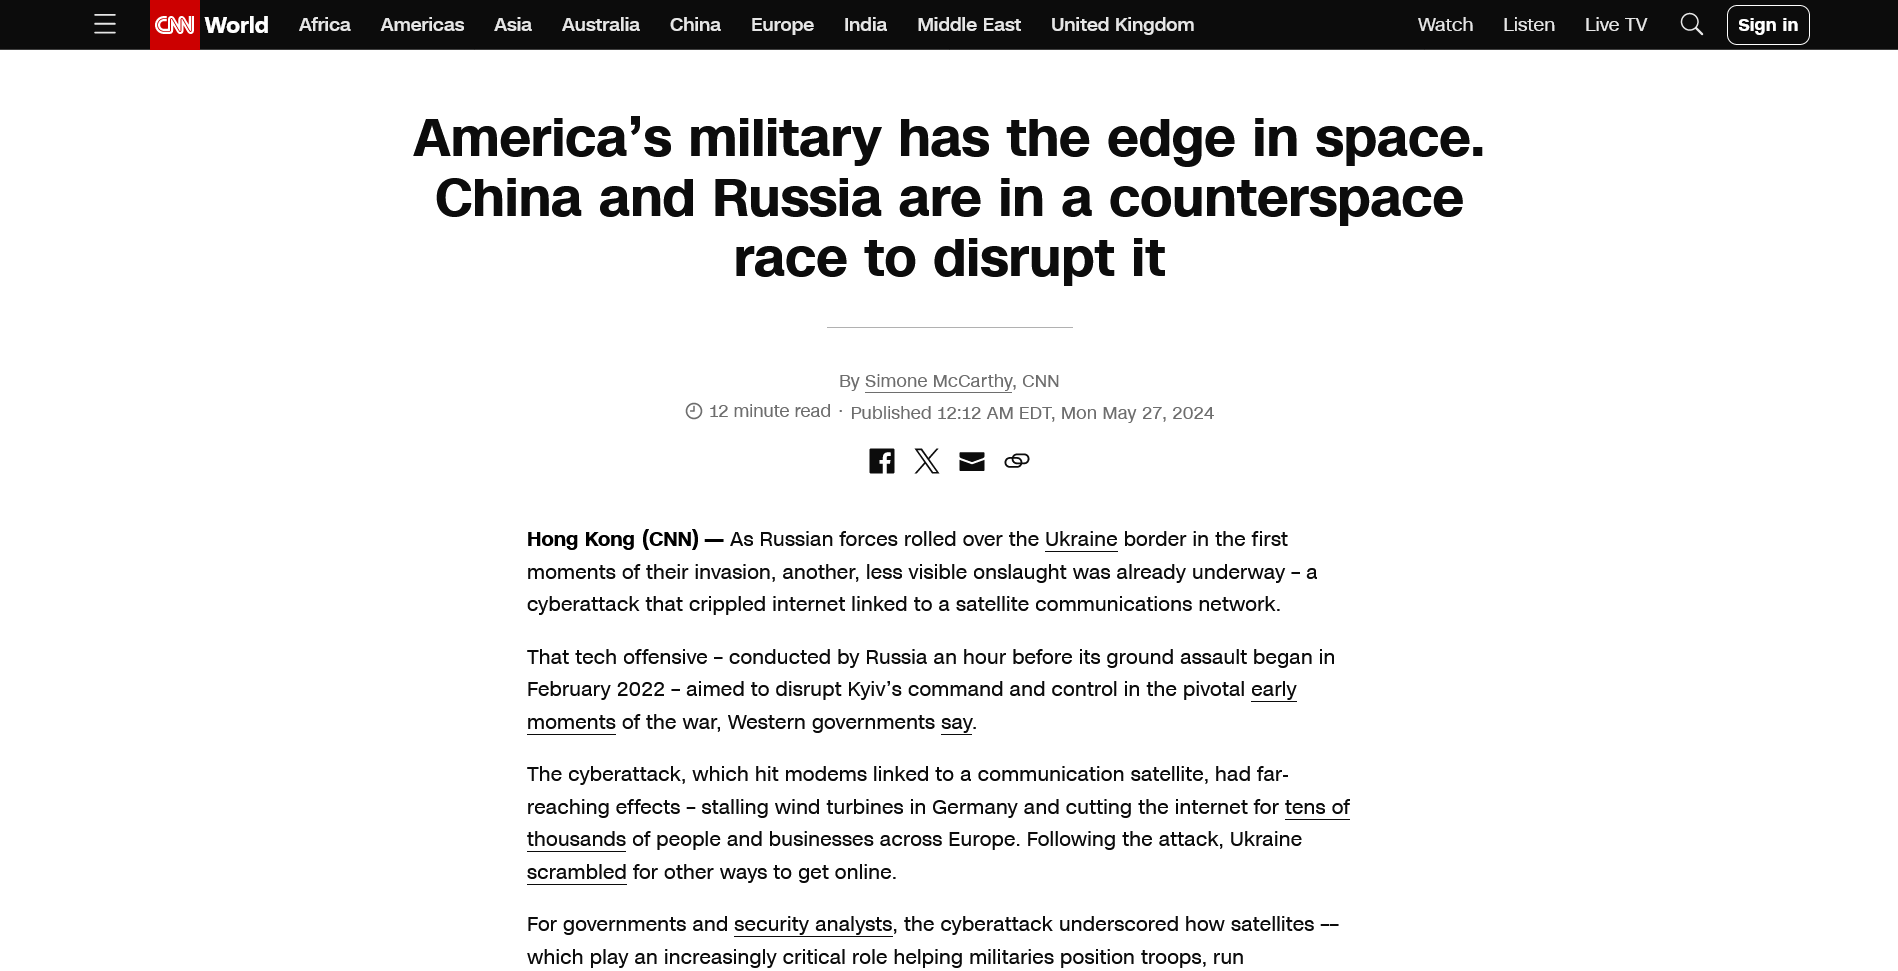 CNN World Africa Americas Asia Australia China Europe India Middle East United Kingdom Watch Listen Live TV Sign in
America’s military has the edge in space.
China and Russia are in a counterspace
race to disrupt it
By Simone McCarthy, CNN
12 minute read · Published 12:12 AM EDT, Mon May 27, 2024
Hong Kong (CNN) — As Russian forces rolled over the Ukraine border in the first
moments of their invasion, another, less visible onslaught was already underway – a
cyberattack that crippled internet linked to a satellite communications network.
That tech offensive – conducted by Russia an hour before its ground assault began in
February 2022 – aimed to disrupt Kyiv’s command and control in the pivotal early
moments of the war, Western governments say.
The cyberattack, which hit modems linked to a communication satellite, had far-
reaching effects – stalling wind turbines in Germany and cutting the internet for tens of
thousands of people and businesses across Europe. Following the attack, Ukraine
scrambled for other ways to get online.
For governments and security analysts, the cyberattack underscored how satellites –-
which play an increasingly critical role helping militaries position troops, run